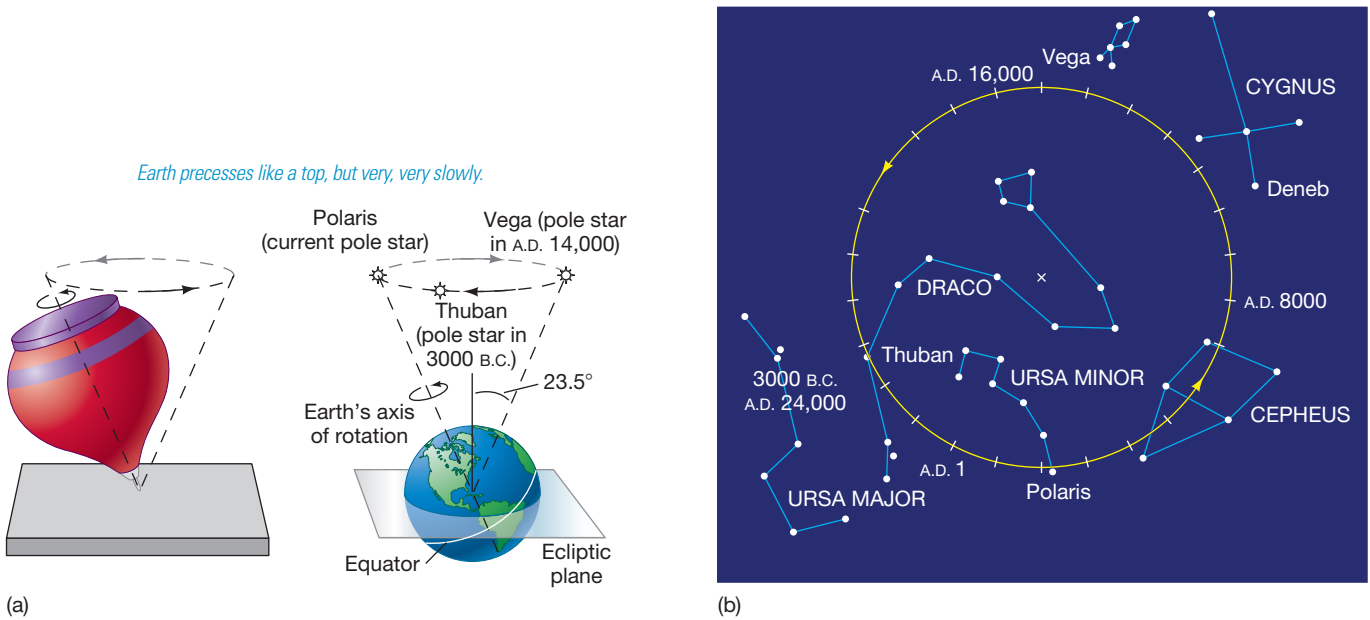 Earth precesses like a top, but very, very slowly.
Polaris
(current pole star)
Vega (pole star
in A.D. 14,000)
Thuban
(pole star in
3000 B.C.)
23.5°
Earth's axis
of rotation
Equator
Ecliptic
plane
(a)
Vega
A.D. 16,000
CYGNUS
Deneb
DRACO
A.D. 8000
Thuban
URSA MINOR
3000 B.C.
A.D. 24,000
CEPHEUS
A.D. 1
Polaris
URSA MAJOR
(b)